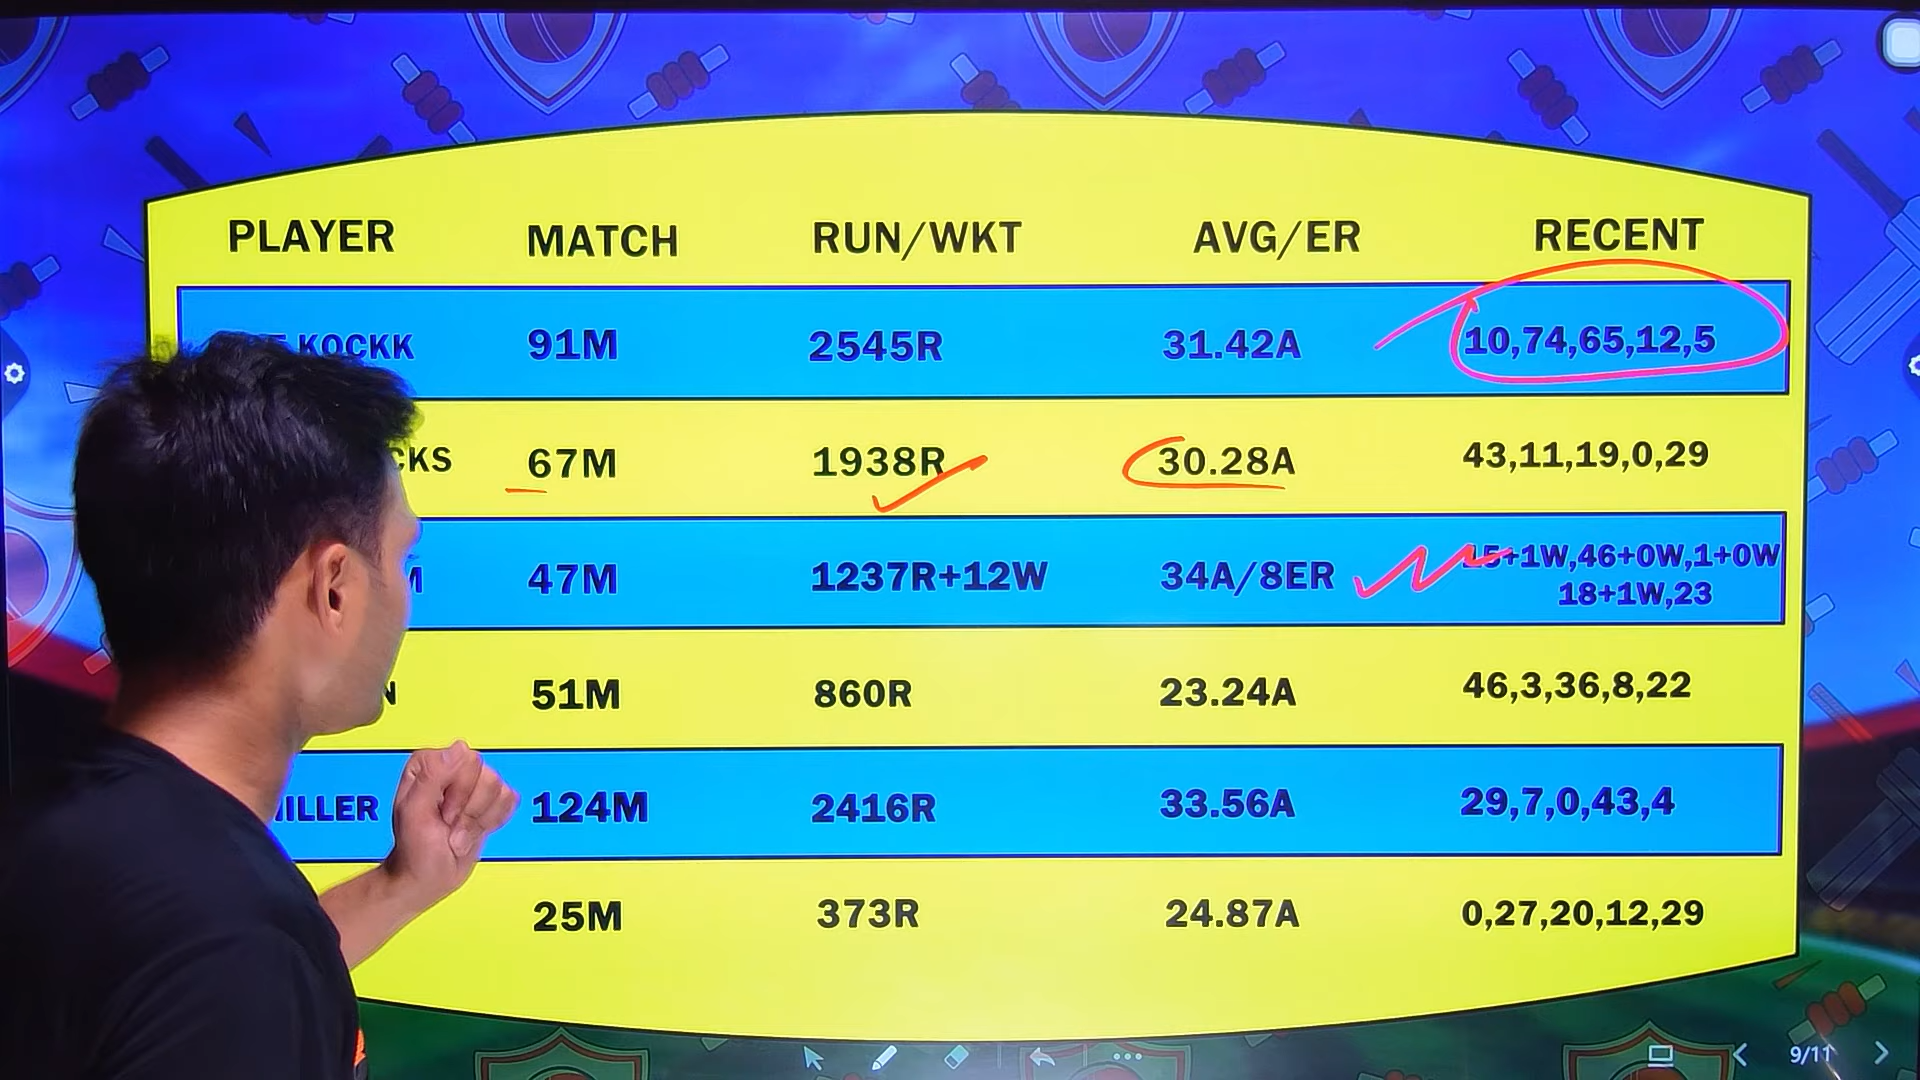 PLAYER MATCH RUN/WKT AVG/ER RECENT
KOCKK 91M 2545R 31.42A 10,74,65,12,5
CKS 67M 1938R 30.28A 43,11,19,0,29
M 47M 1237R+12W 34A/8ER 15+1W,46+0W,1+0W
18+1W,23
N 51M 860R 23.24A 46,3,36,8,22
MILLER 124M 2416R 33.56A 29,7,0,43,4
25M 373R 24.87A 0,27,20,12,29
9/11